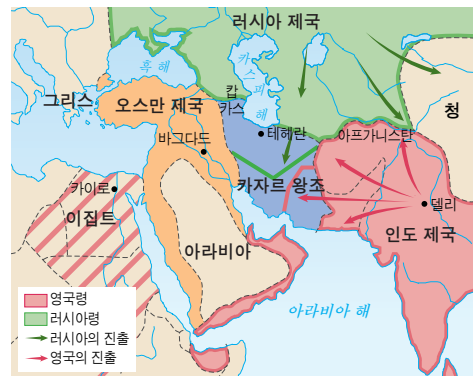 러시아 제국
흑해
카스피해
캅
카스
청
그리스
오스만 제국
바그다드
테헤란
아프가니스탄
카자르 왕조
카이로
이집트
델리
아라비아
인도 제국
아라비아 해
영국령
러시아령
러시아의 진출
영국의 진출